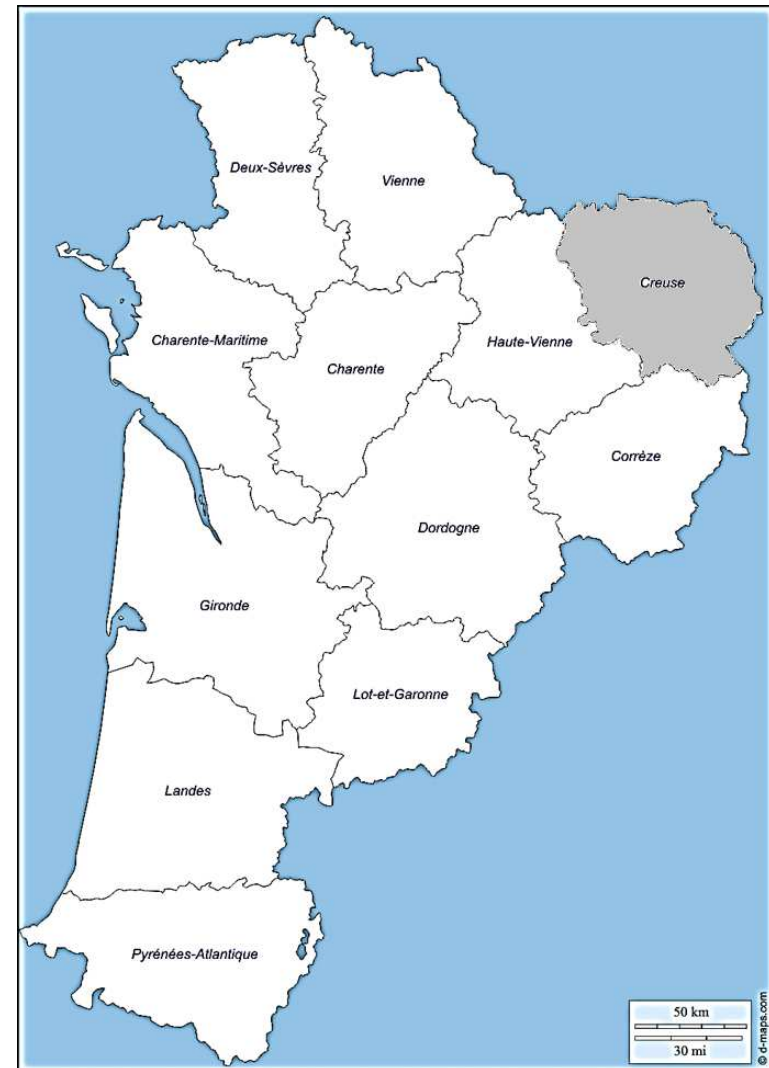 Deux-Sèvres
Vienne
Creuse
Charente-Maritime
Haute-Vienne
Charente
Corrèze
Dordogne
Gironde
Lot-et-Garonne
Landes
Pyrénées-Atlantique
50 km
30 mi
© d-maps.com